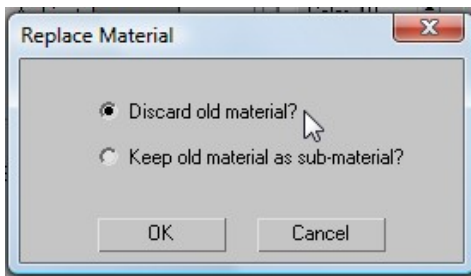 Replace Material
Discard old material?
Keep old material as sub-material?
OK
Cancel